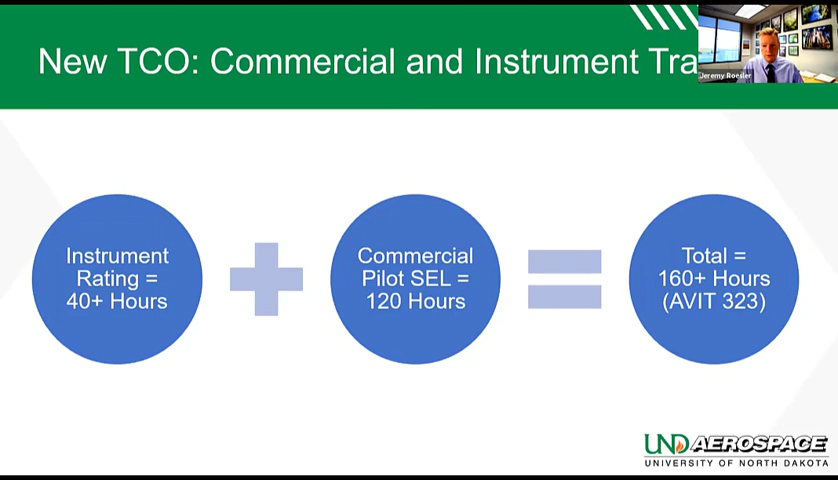 New TCO: Commercial and Instrument Tra
Jeremy Roesler
Instrument
Rating =
40+ Hours
Commercial
Pilot SEL =
120 Hours
Total =
160+ Hours
(AVIT 323)
UND AEROSPACE
UNIVERSITY OF NORTH DAKOTA